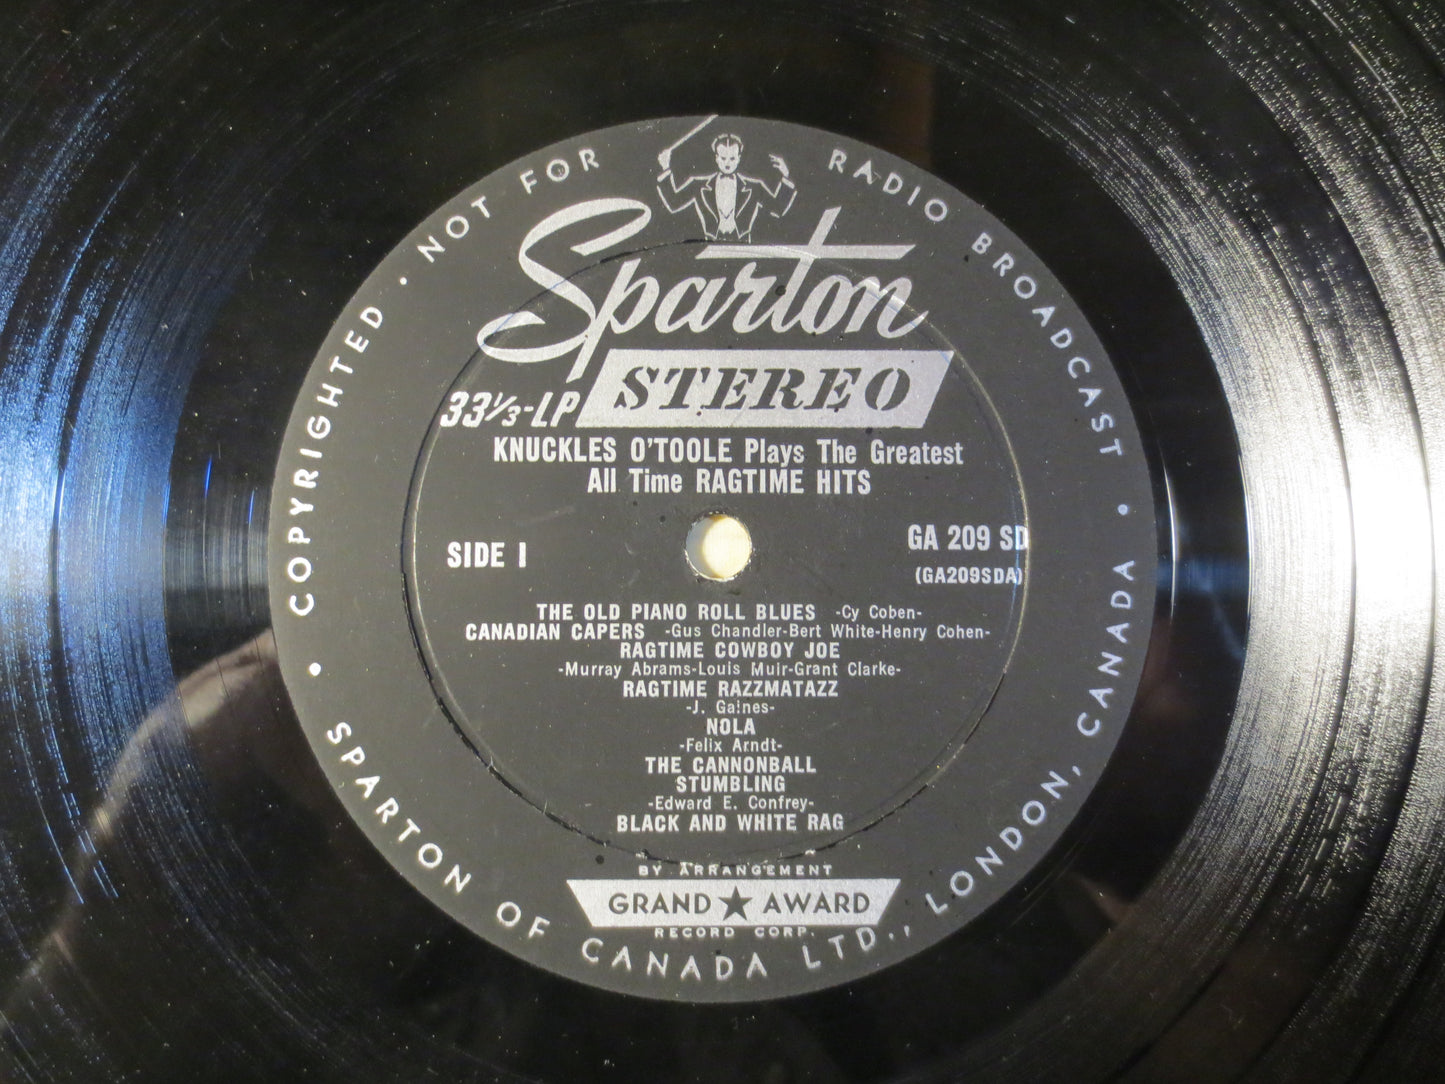 COPYRIGHTED · NOT FOR RADIO BROADCAST ·
Sparton
STEREO
33⅓-LP
KNUCKLES O'TOOLE Plays The Greatest
All Time RAGTIME HITS
SIDE I
GA 209 SD
(GA209SDA)
THE OLD PIANO ROLL BLUES -Cy Coben-
CANADIAN CAPERS -Gus Chandler-Bert White-Henry Cohen-
RAGTIME COWBOY JOE
-Murray Abrams-Louis Muir-Grant Clarke-
RAGTIME RAZZMATAZZ
-J. Gaines-
NOLA
-Felix Arndt-
THE CANNONBALL
STUMBLING
-Edward E. Confrey-
BLACK AND WHITE RAG
BY ARRANGEMENT
GRAND ★ AWARD
RECORD CORP.
· SPARTON OF CANADA LTD., LONDON, CANADA